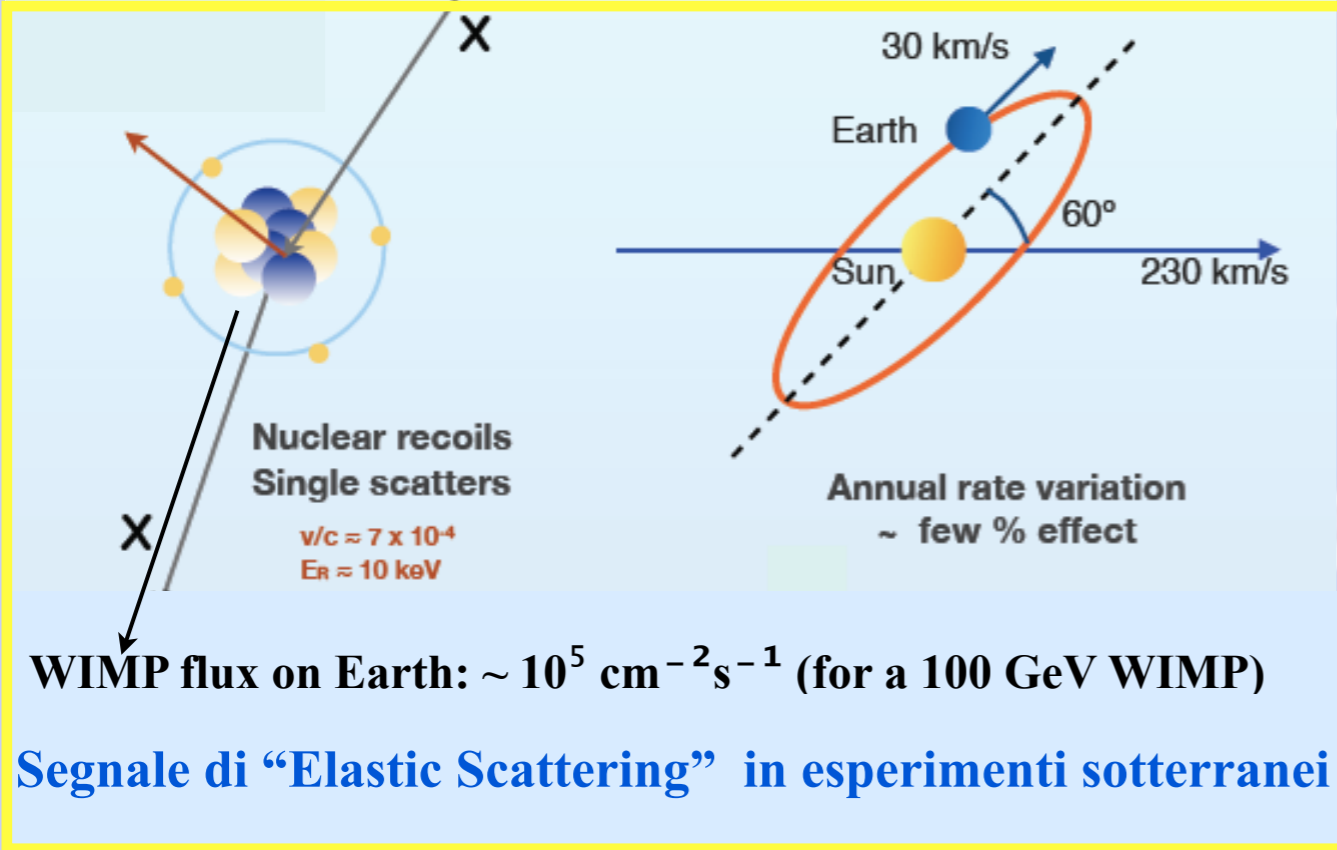 X
30 km/s
Earth
60º
Sun
230 km/s
X
Nuclear recoils
Single scatters
v/c ≈ 7 x 10⁻⁴
ER ≈ 10 keV
Annual rate variation
~ few % effect
WIMP flux on Earth: ~ 10⁵ cm⁻²s⁻¹ (for a 100 GeV WIMP)
Segnale di “Elastic Scattering” in esperimenti sotterranei